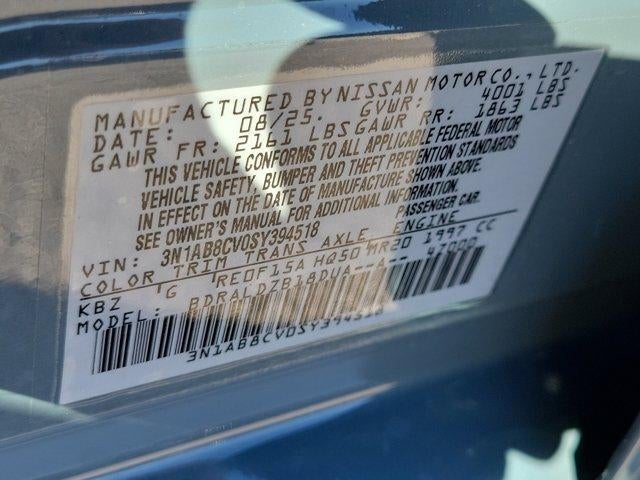 MANUFACTURED BY NISSAN MOTOR CO., LTD.
DATE: 08/25. GVWR: 4001 LBS
GAWR FR: 2161 LBS GAWR RR: 1863 LBS
THIS VEHICLE CONFORMS TO ALL APPLICABLE FEDERAL MOTOR
VEHICLE SAFETY, BUMPER AND THEFT PREVENTION STANDARDS
IN EFFECT ON THE DATE OF MANUFACTURE SHOWN ABOVE.
SEE OWNER'S MANUAL FOR ADDITIONAL INFORMATION.
VIN: 3N1AB8CV0SY394518 PASSENGER CAR.
COLOR TRIM TRANS AXLE ENGINE
KBZ G RE0F15A HQ50 MR20 1997 CC
MODEL: BDRALDZB18DUA--A-- 47000
3N1AB8CV0SY394518